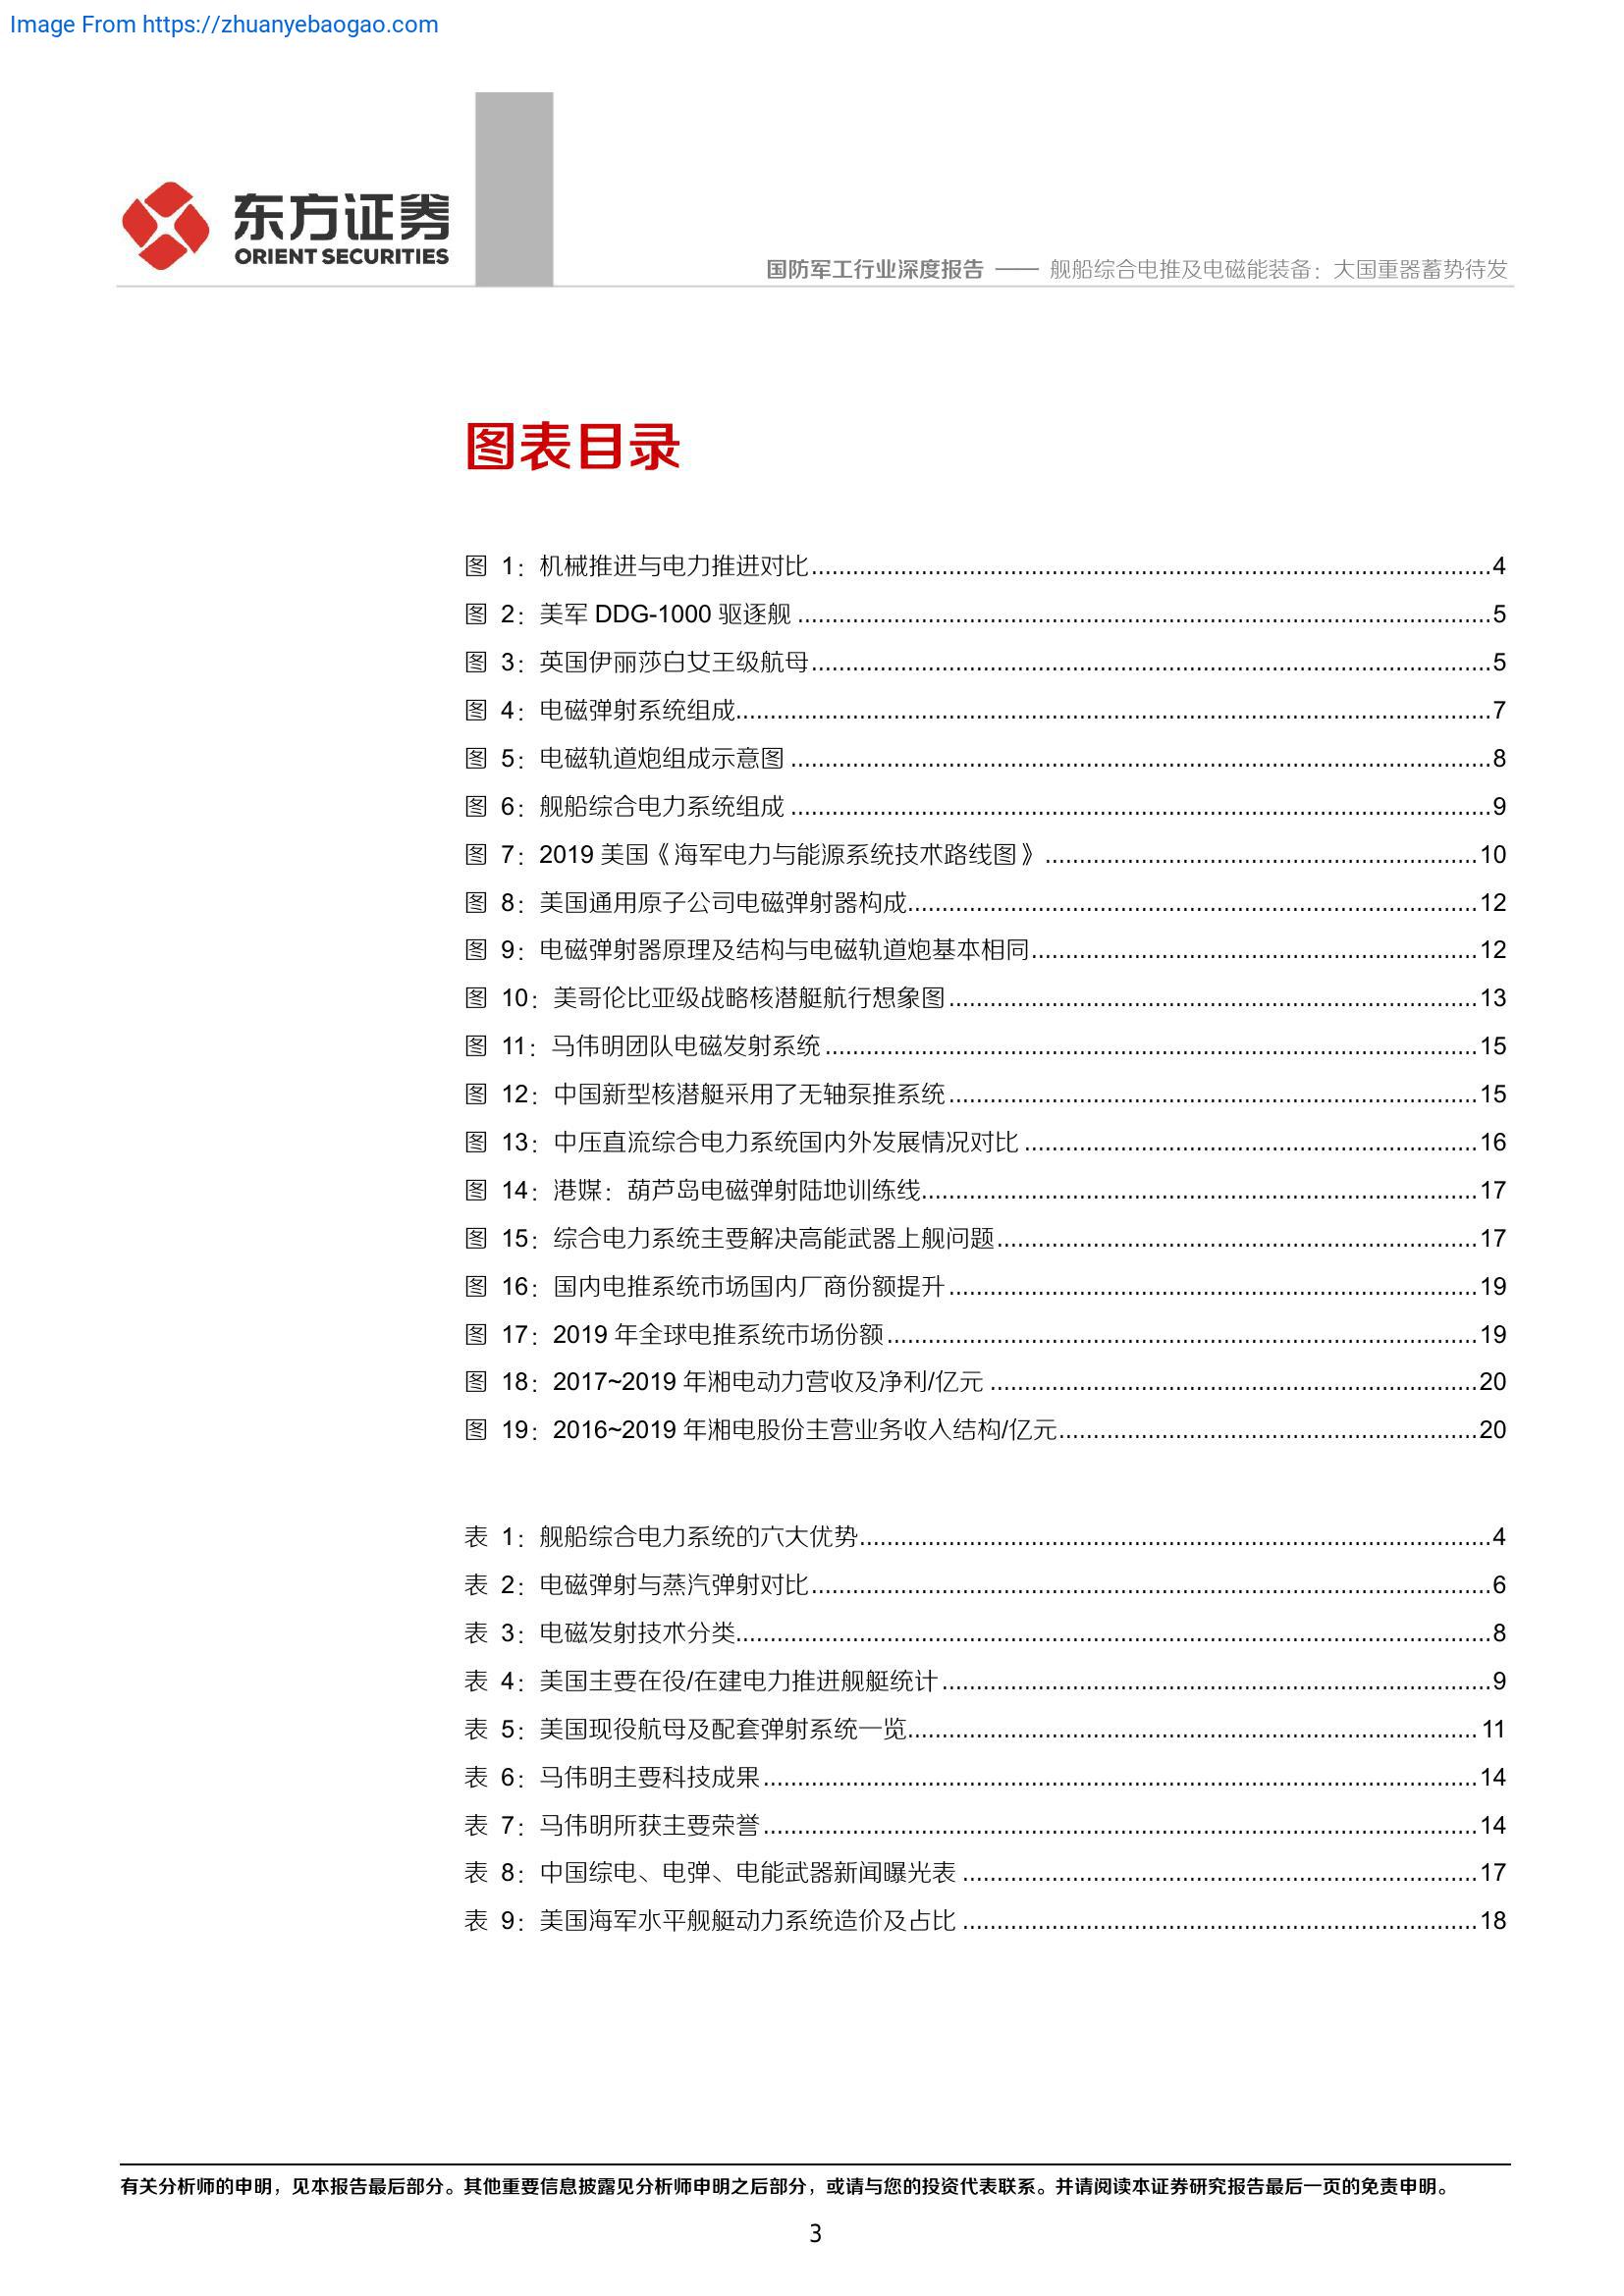 Image From https://zhuanyebaogao.com
东方证券
ORIENT SECURITIES
国防军工行业深度报告 —— 舰船综合电推及电磁能装备：大国重器蓄势待发
图表目录
图 1：机械推进与电力推进对比....................4
图 2：美军 DDG-1000 驱逐舰 ....................5
图 3：英国伊丽莎白女王级航母....................5
图 4：电磁弹射系统组成....................7
图 5：电磁轨道炮组成示意图 ....................8
图 6：舰船综合电力系统组成 ....................9
图 7：2019 美国《海军电力与能源系统技术路线图》....................10
图 8：美国通用原子公司电磁弹射器构成....................12
图 9：电磁弹射器原理及结构与电磁轨道炮基本相同....................12
图 10：美哥伦比亚级战略核潜艇航行想象图....................13
图 11：马伟明团队电磁发射系统....................15
图 12：中国新型核潜艇采用了无轴泵推系统....................15
图 13：中压直流综合电力系统国内外发展情况对比....................16
图 14：港媒：葫芦岛电磁弹射陆地训练线....................17
图 15：综合电力系统主要解决高能武器上舰问题....................17
图 16：国内电推系统市场国内厂商份额提升....................19
图 17：2019 年全球电推系统市场份额....................19
图 18：2017~2019 年湘电动力营收及净利/亿元 ....................20
图 19：2016~2019 年湘电股份主营业务收入结构/亿元....................20
表 1：舰船综合电力系统的六大优势....................4
表 2：电磁弹射与蒸汽弹射对比....................6
表 3：电磁发射技术分类....................8
表 4：美国主要在役/在建电力推进舰艇统计....................9
表 5：美国现役航母及配套弹射系统一览....................11
表 6：马伟明主要科技成果....................14
表 7：马伟明所获主要荣誉....................14
表 8：中国综电、电弹、电能武器新闻曝光表 ....................17
表 9：美国海军水平舰艇动力系统造价及占比 ....................18
有关分析师的申明，见本报告最后部分。其他重要信息披露见分析师申明之后部分，或请与您的投资代表联系。并请阅读本证券研究报告最后一页的免责申明。
3